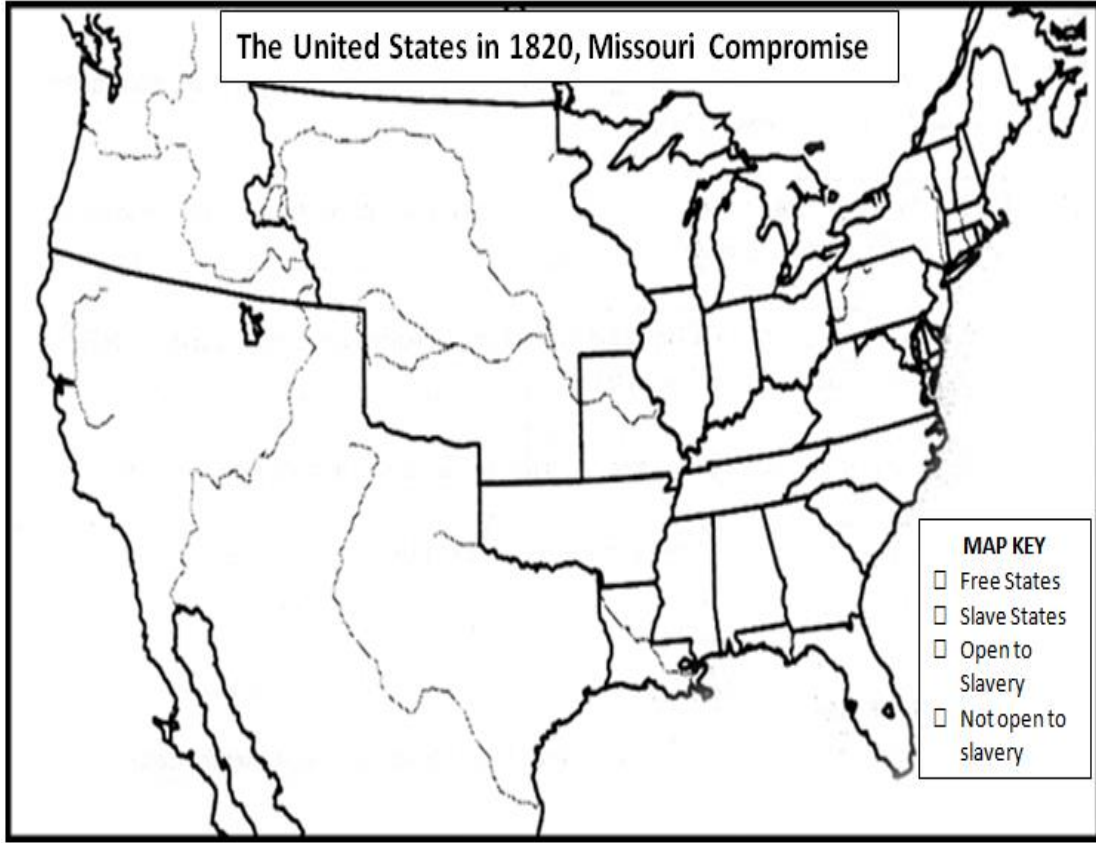 The United States in 1820, Missouri Compromise
MAP KEY
Free States
Slave States
Open to
Slavery
Not open to
slavery